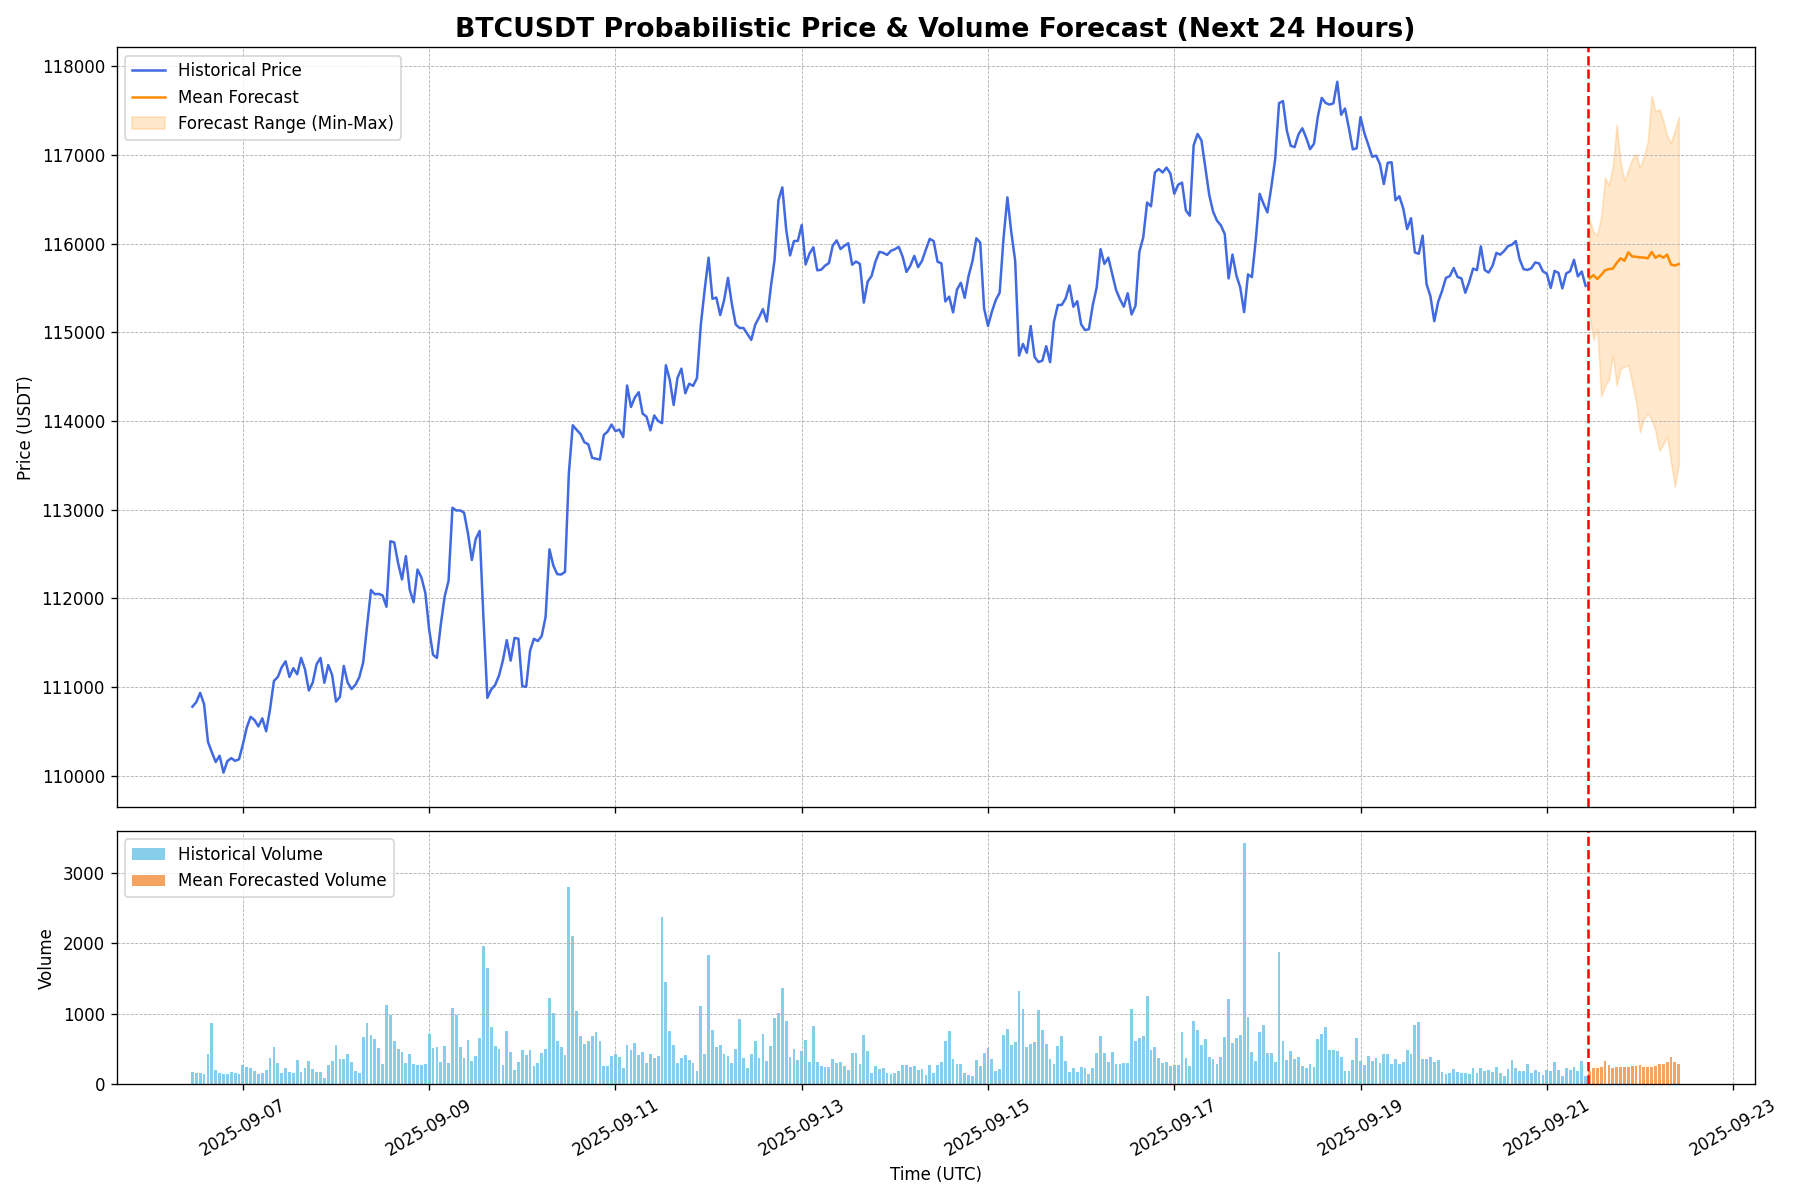 BTCUSDT Probabilistic Price & Volume Forecast (Next 24 Hours)
Historical Price
Mean Forecast
Forecast Range (Min-Max)
Price (USDT)
118000
117000
116000
115000
114000
113000
112000
111000
110000
Historical Volume
Mean Forecasted Volume
Volume
3000
2000
1000
0
2025-09-07
2025-09-09
2025-09-11
2025-09-13
2025-09-15
2025-09-17
2025-09-19
2025-09-21
2025-09-23
Time (UTC)